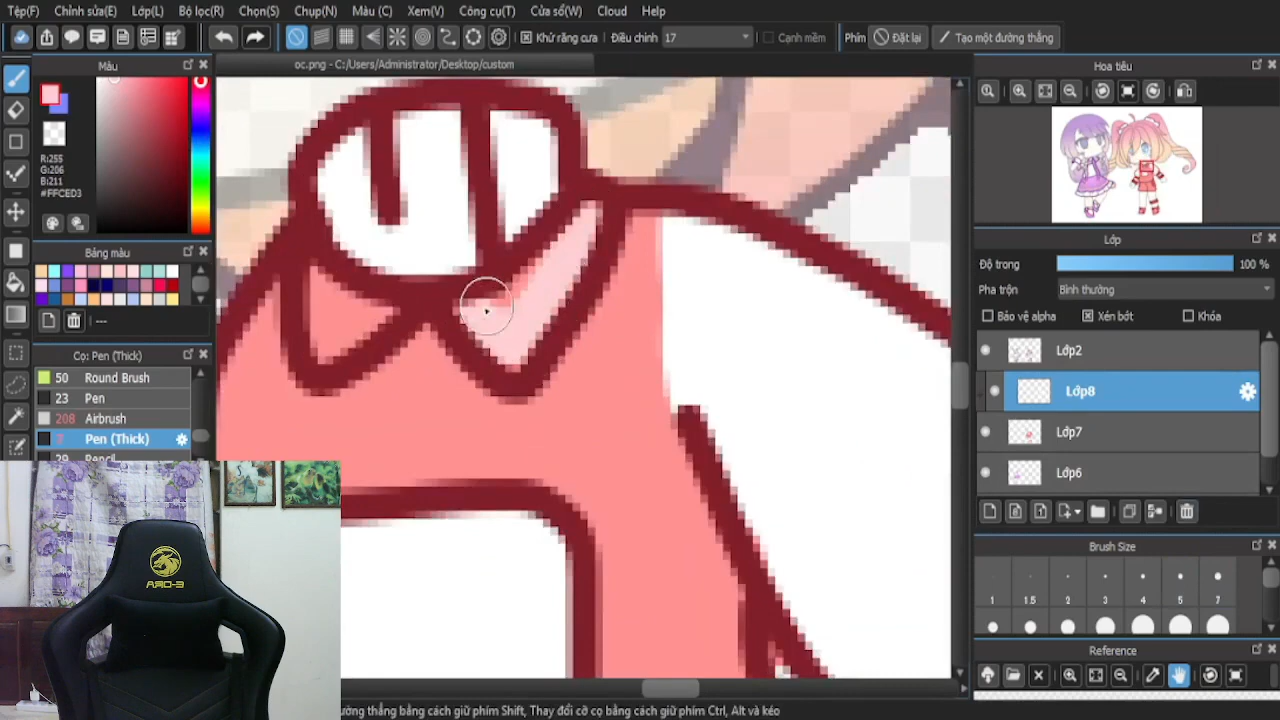 Tệp(F) Chỉnh sửa(E) Lớp(L) Bộ lọc(R) Chọn(S) Chụp(N) Màu (C) Xem(V) Công cụ(T) Cửa sổ(W) Cloud Help
Khử răng cưa Điều chỉnh 17 Cạnh mềm Phím Đặt lại Tạo một đường thẳng
Màu
oc.png - C:/Users/Administrator/Desktop/custom
Hoa tiêu
R:255
G:206
B:211
#FFCED3
Bảng màu
---
Lớp
Độ trong 100 %
Pha trộn Bình thường
Bảo vệ alpha Xén bớt Khóa
Lớp2
Lớp8
Lớp7
Lớp6
Cọ: Pen (Thick)
50 Round Brush
23 Pen
208 Airbrush
7 Pen (Thick)
29 Pencil
Brush Size
1 1.5 2 3 4 5 7
Reference
thẳng bằng cách giữ phím Shift, Thay đổi cỡ cọ bằng cách giữ phím Ctrl, Alt và kéo